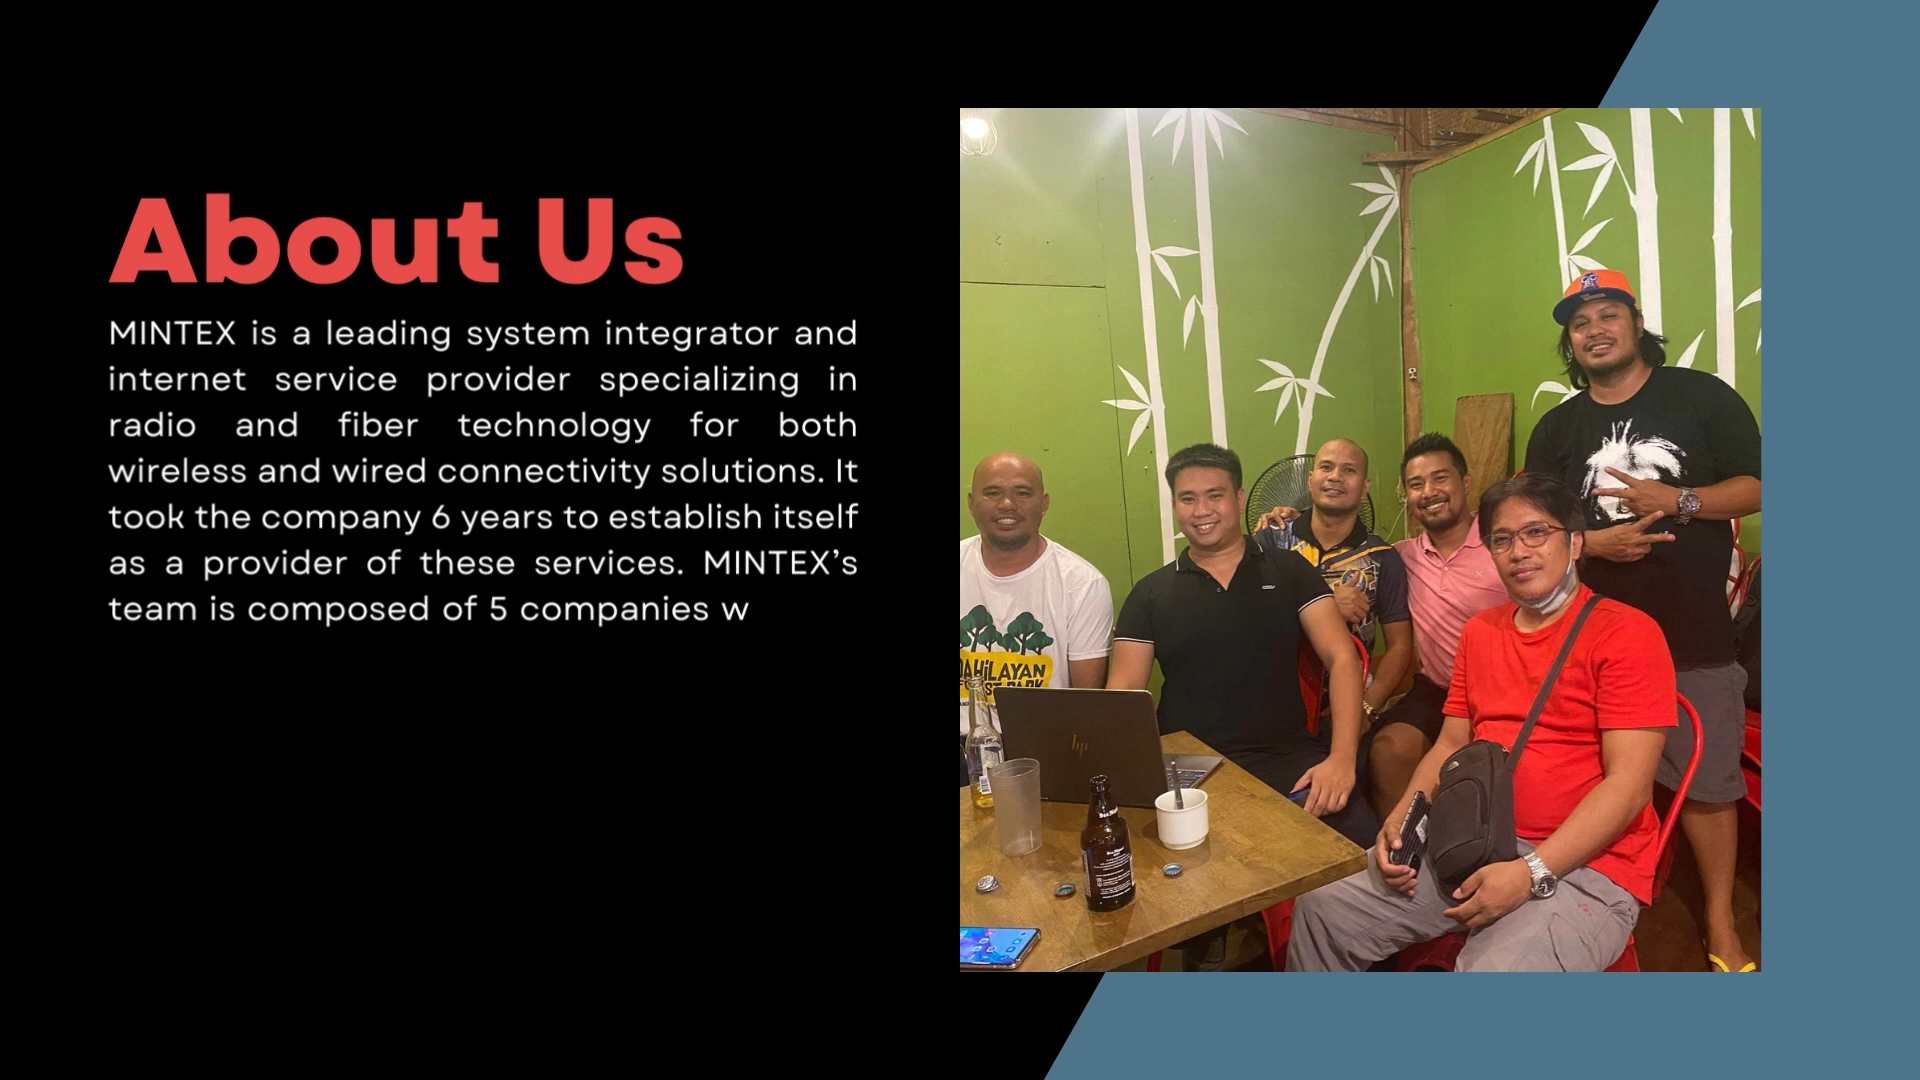 About Us
MINTEX is a leading system integrator and
internet service provider specializing in
radio and fiber technology for both
wireless and wired connectivity solutions. It
took the company 6 years to establish itself
as a provider of these services. MINTEX’s
team is composed of 5 companies w
AHiLAYAN
hp